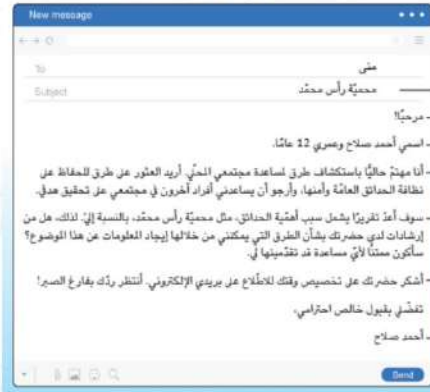 New message
To منى
Subject محميّة رأس محمّد
- مرحبًا!
- اسمي أحمد صلاح وعمري 12 عامًا.
- أنا مهتمّ حاليًّا باستكشاف طرق لمساعدة مجتمعي المحلّي. أريد العثور على طرق للحفاظ على
نظافة الحدائق العامّة وأمنها، وأرجو أن يساعدني أفراد آخرون في مجتمعي على تحقيق هدفي.
- سوف أعدّ تقريرًا يشمل سبب أهمّية الحدائق، مثل محميّة رأس محمّد، بالنسبة إليّ. لذلك، هل من
إرشادات لدى حضرتك بشأن الطرق التي يمكنني من خلالها إيجاد المعلومات عن هذا الموضوع؟
سأكون ممتنًّا لأيّ مساعدة قد تقدّمينها لي.
- أشكر حضرتك على تخصيص وقتك للاطّلاع على بريدي الإلكتروني. أنتظر ردّك بفارغ الصبر!
تفضّلي بقبول خالص احترامي،
- أحمد صلاح
Send